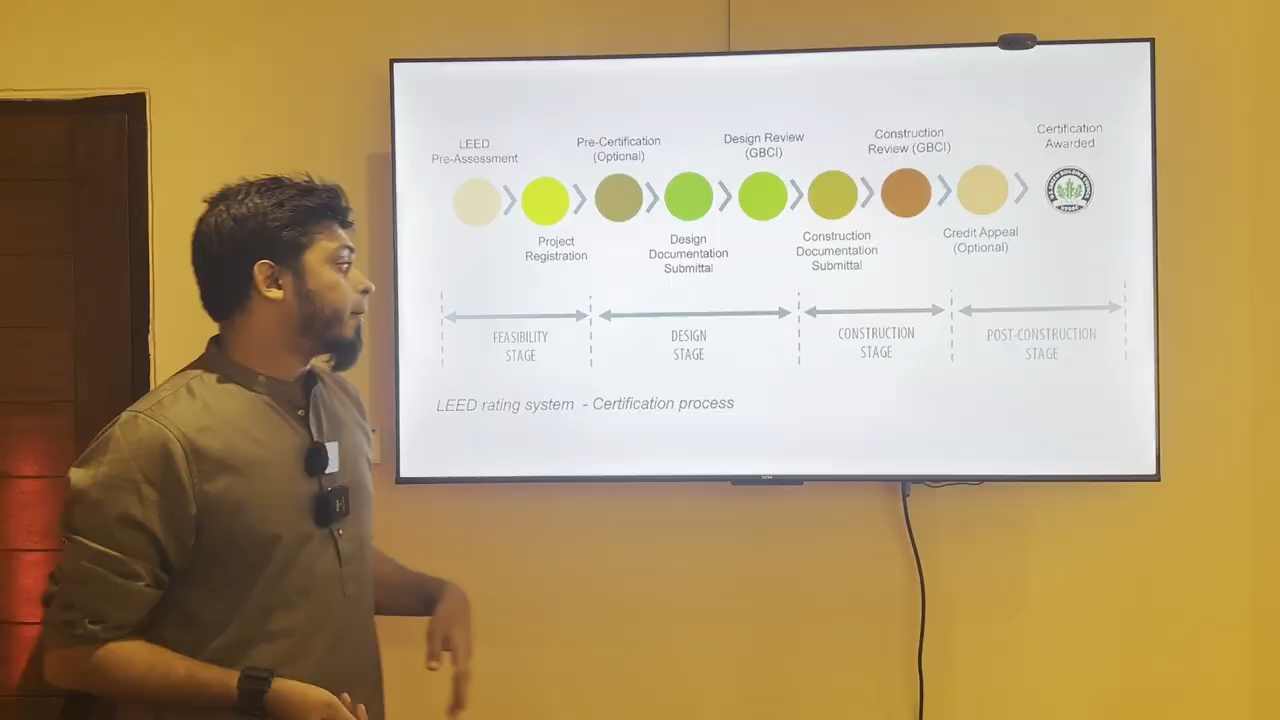 LEED
Pre-Assessment
Project
Registration
Pre-Certification
(Optional)
Design
Documentation
Submittal
Design Review
(GBCI)
Construction
Documentation
Submittal
Construction
Review (GBCI)
Credit Appeal
(Optional)
Certification
Awarded
FEASIBILITY
STAGE
DESIGN
STAGE
CONSTRUCTION
STAGE
POST-CONSTRUCTION
STAGE
LEED rating system - Certification process